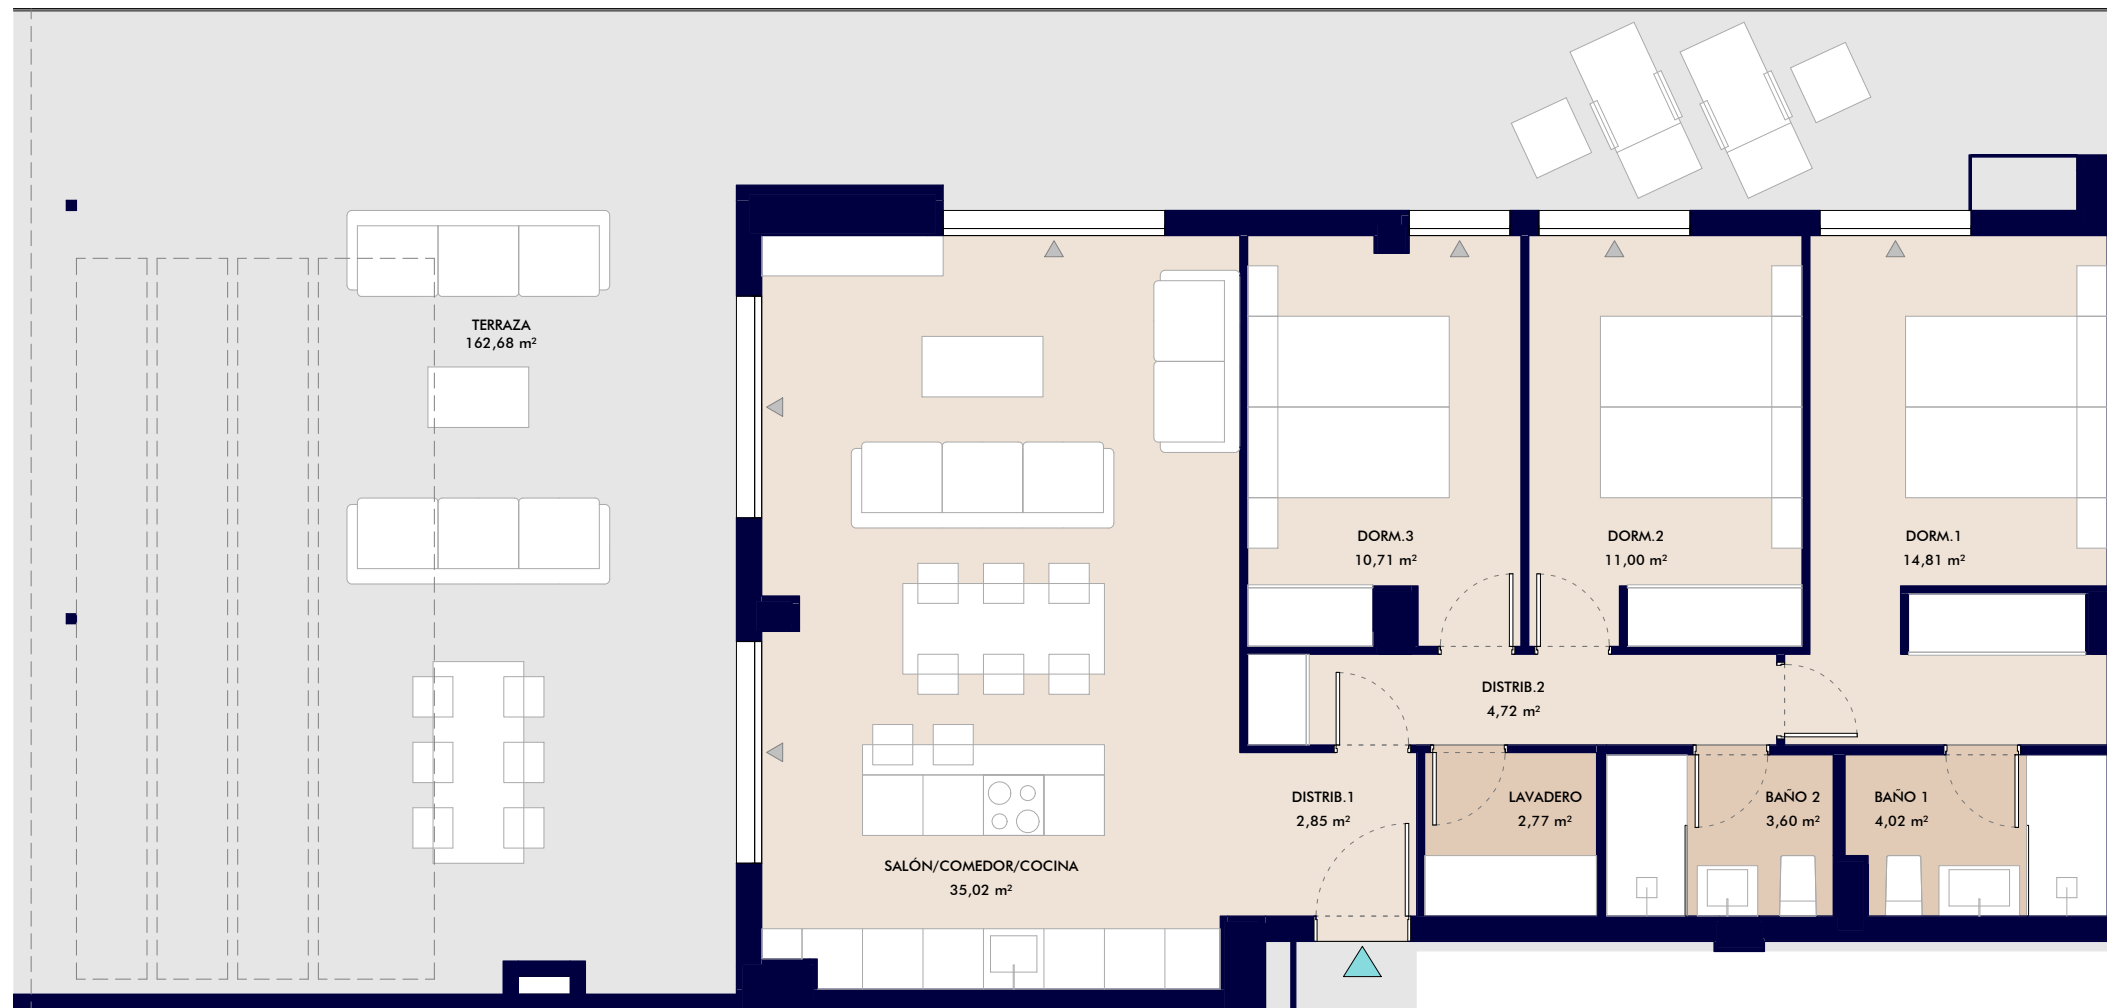 TERRAZA
162,68 m²
DORM.3
10,71 m²
DORM.2
11,00 m²
DORM.1
14,81 m²
DISTRIB.2
4,72 m²
DISTRIB.1
2,85 m²
LAVADERO
2,77 m²
BAÑO 2
3,60 m²
BAÑO 1
4,02 m²
SALÓN/COMEDOR/COCINA
35,02 m²